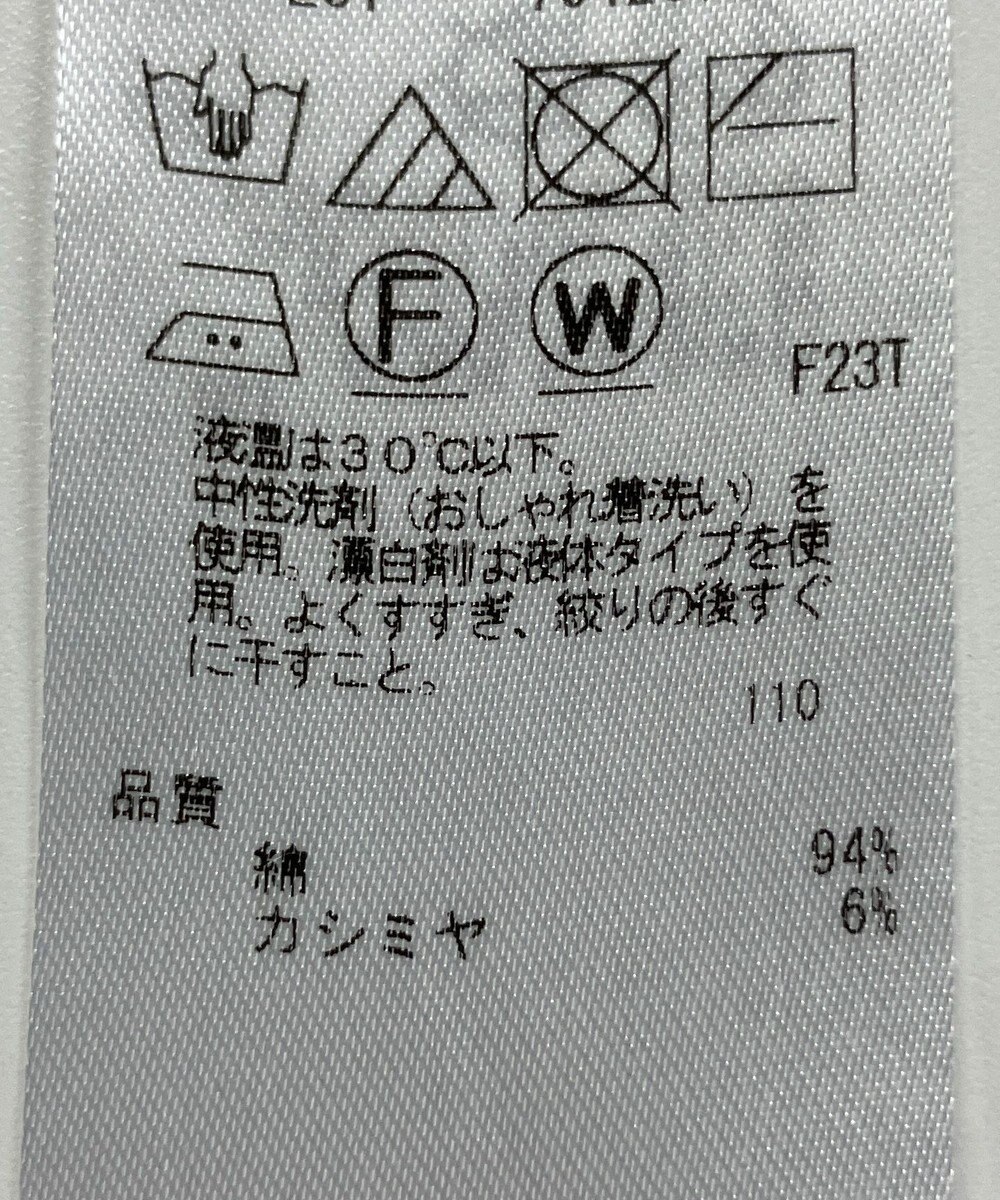 F
W
F23T
液温は30℃以下。
中性洗剤（おしゃれ着洗い）を
使用。漂白剤は液体タイプを使
用。よくすすぎ、絞りの後すぐ
に干すこと。
110
品質
綿 94%
カシミヤ 6%